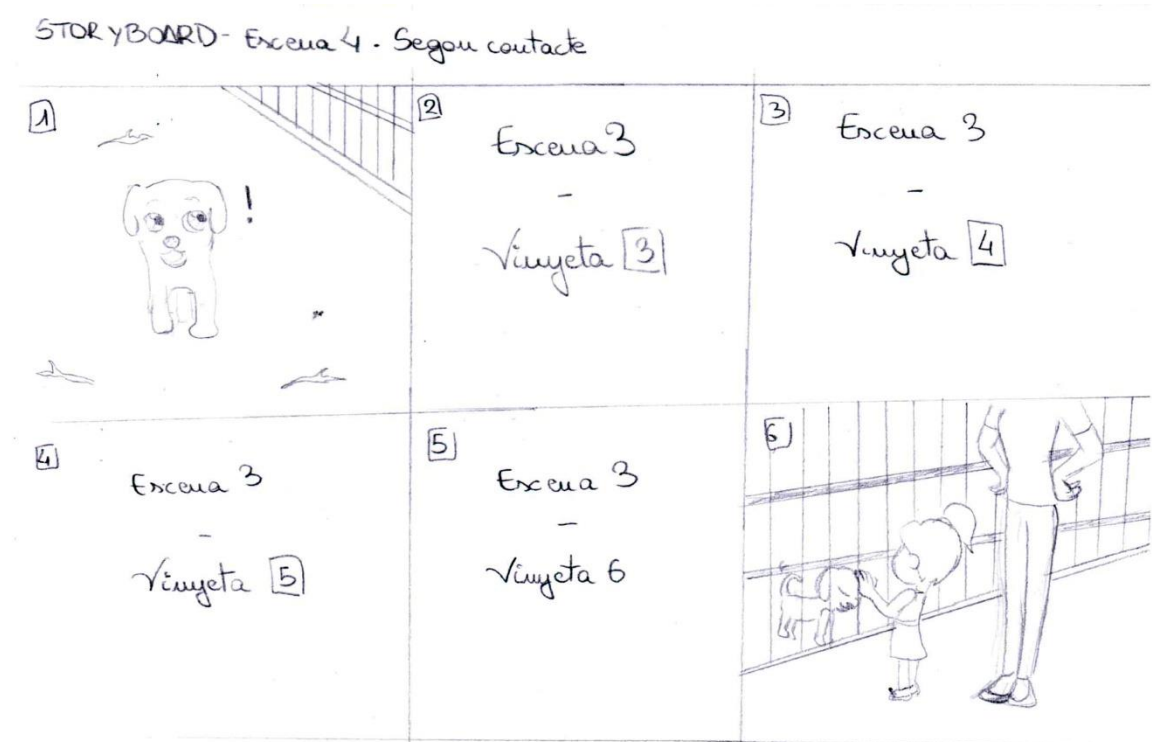 STORYBOARD - Escena 4. Segon contacte
1
!
2
Escena 3
-
Vinyeta 3
3
Escena 3
-
Vinyeta 4
4
Escena 3
-
Vinyeta 5
5
Escena 3
-
Vinyeta 6
6